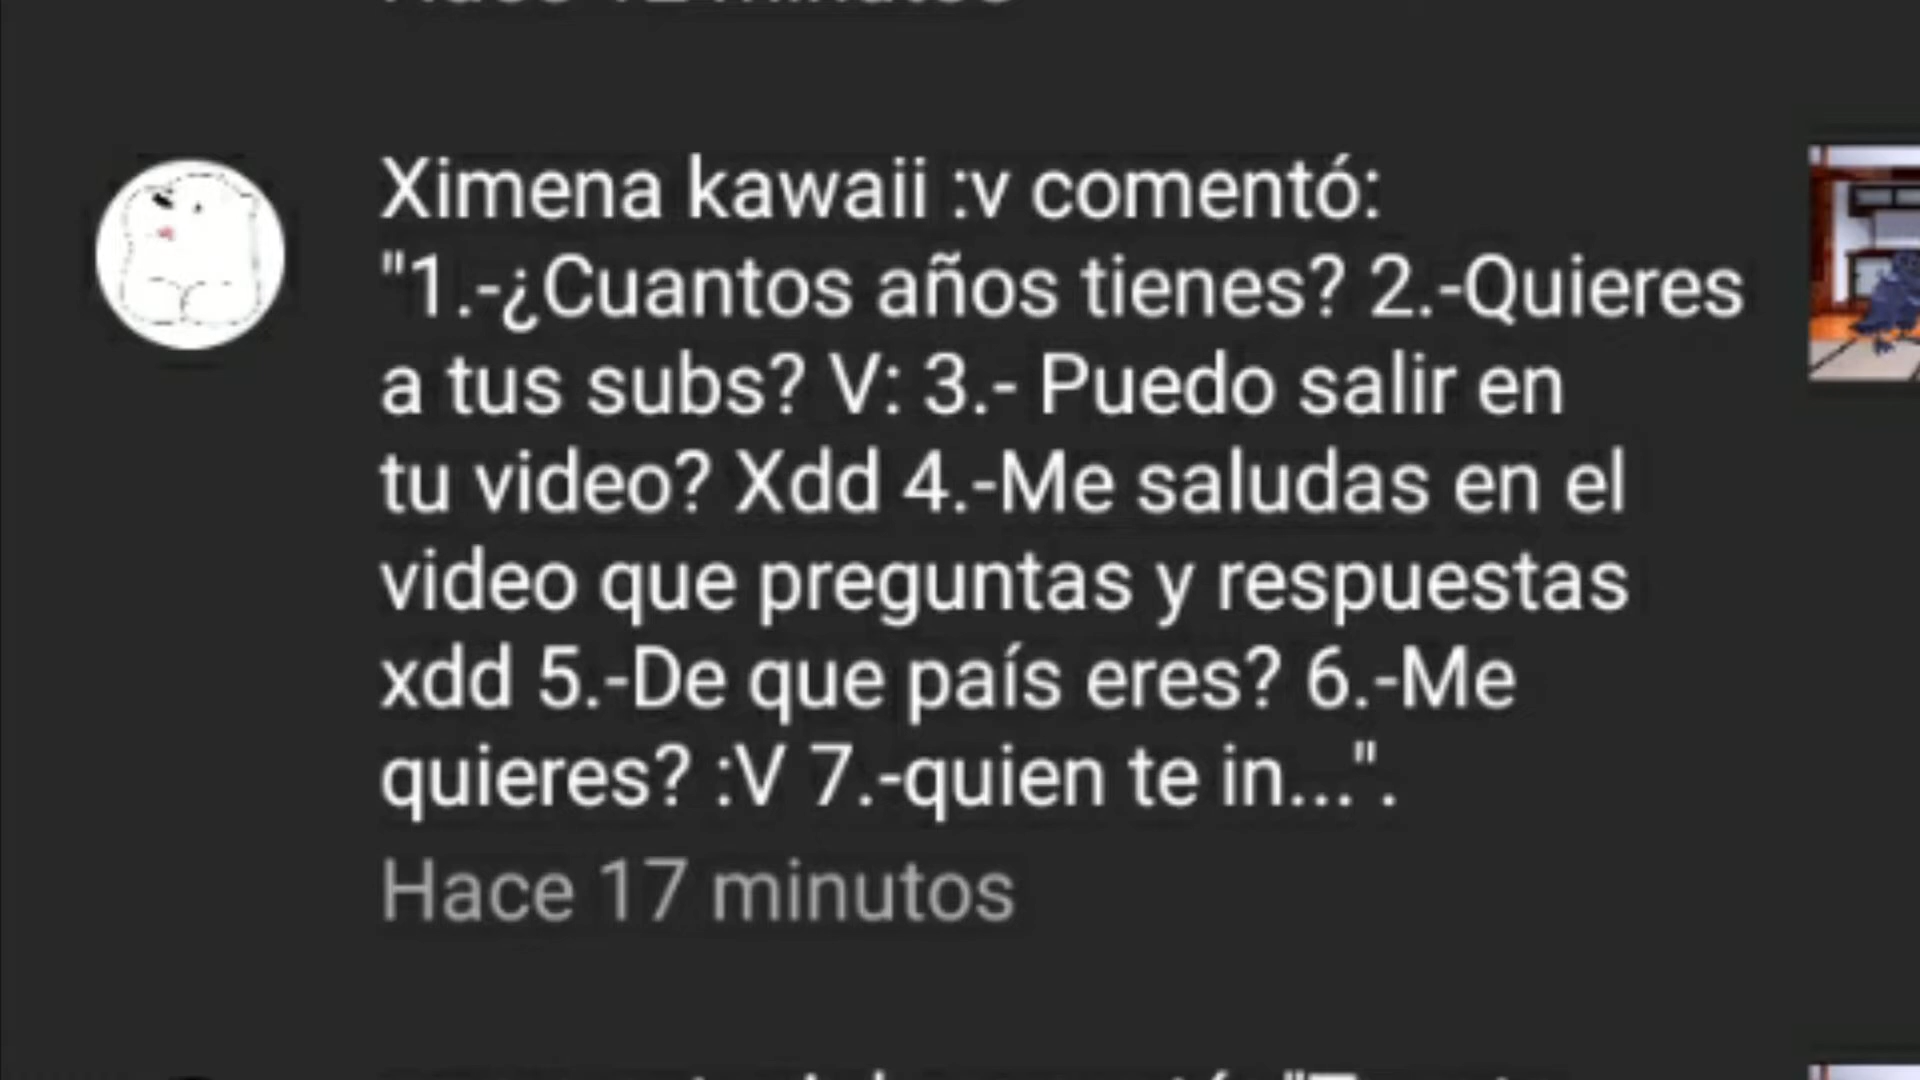 Ximena kawaii :v comentó:
"1.-¿Cuantos años tienes? 2.-Quieres
a tus subs? V: 3.- Puedo salir en
tu video? Xdd 4.-Me saludas en el
video que preguntas y respuestas
xdd 5.-De que país eres? 6.-Me
quieres? :V 7.-quien te in...".
Hace 17 minutos